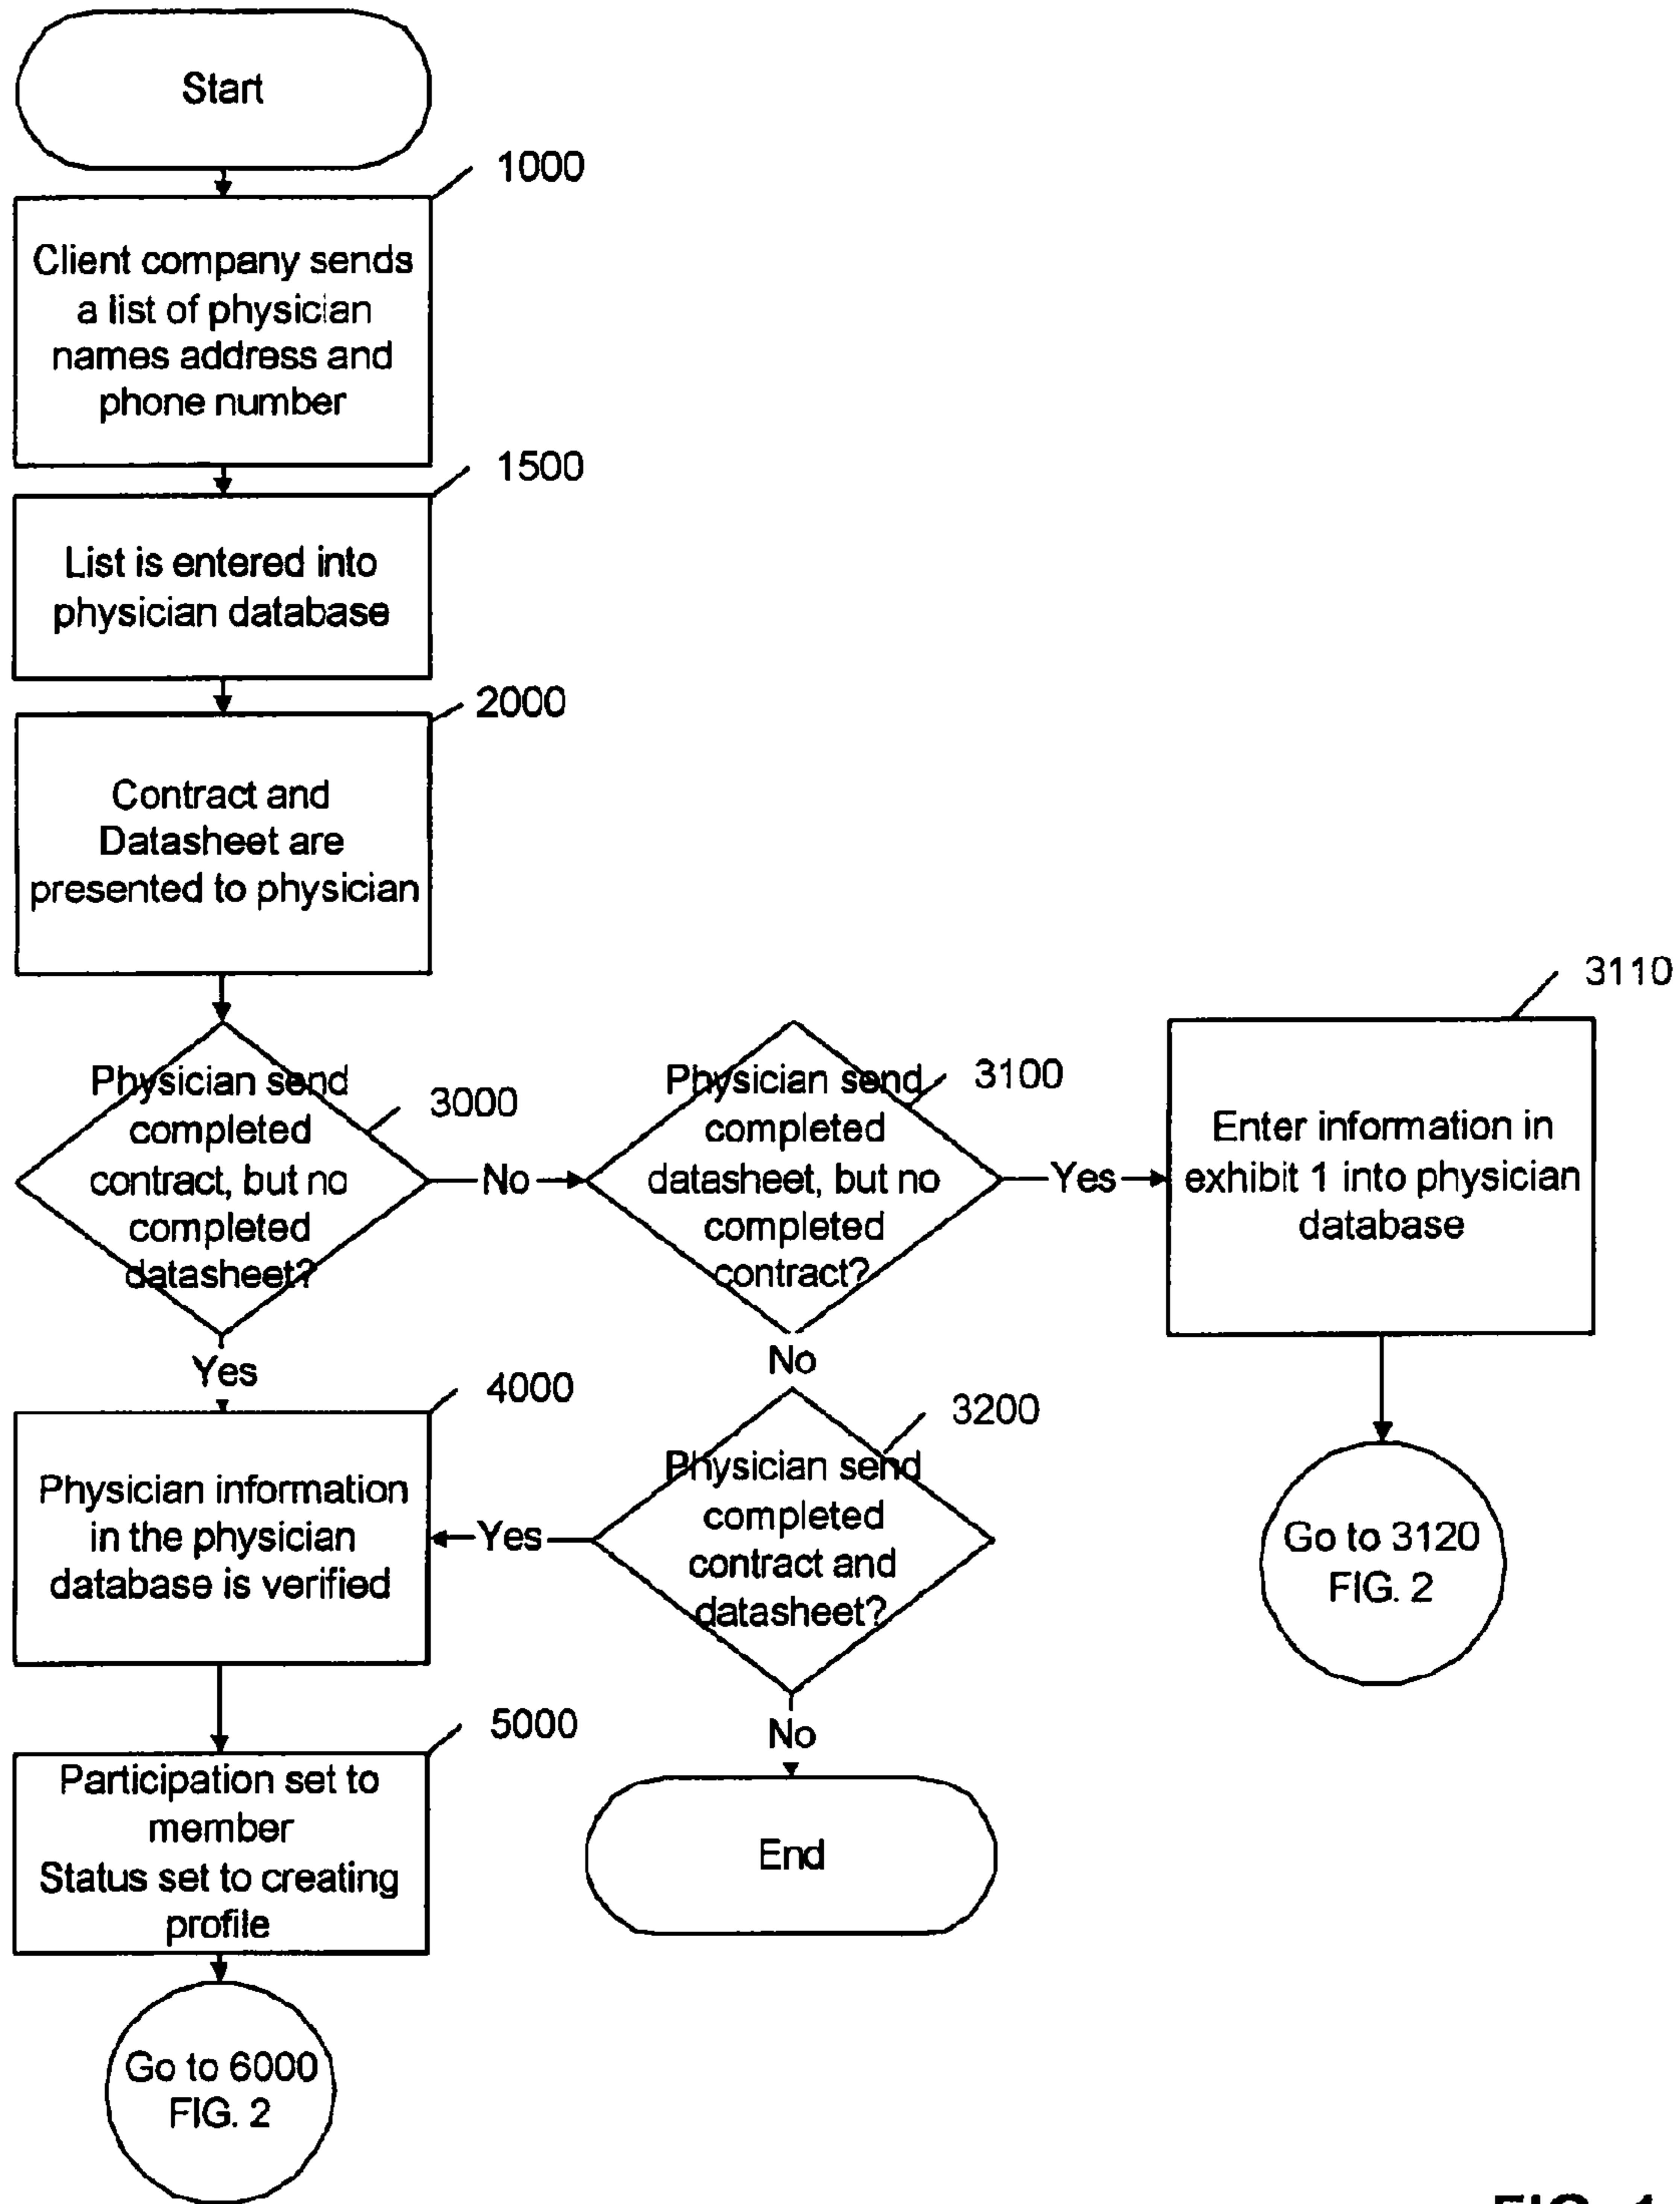 Start
1000
Client company sends
a list of physician
names address and
phone number
1500
List is entered into
physician database
2000
Contract and
Datasheet are
presented to physician
Physician send
completed
contract, but no
completed
datasheet?
3000
No
Physician send
completed
datasheet, but no
completed
contract?
3100
Yes
3110
Enter information in
exhibit 1 into physician
database
Go to 3120
FIG. 2
Yes
4000
Physician information
in the physician
database is verified
No
3200
Physician send
completed
contract and
datasheet?
Yes
No
End
5000
Participation set to
member
Status set to creating
profile
Go to 6000
FIG. 2
FIG. 1